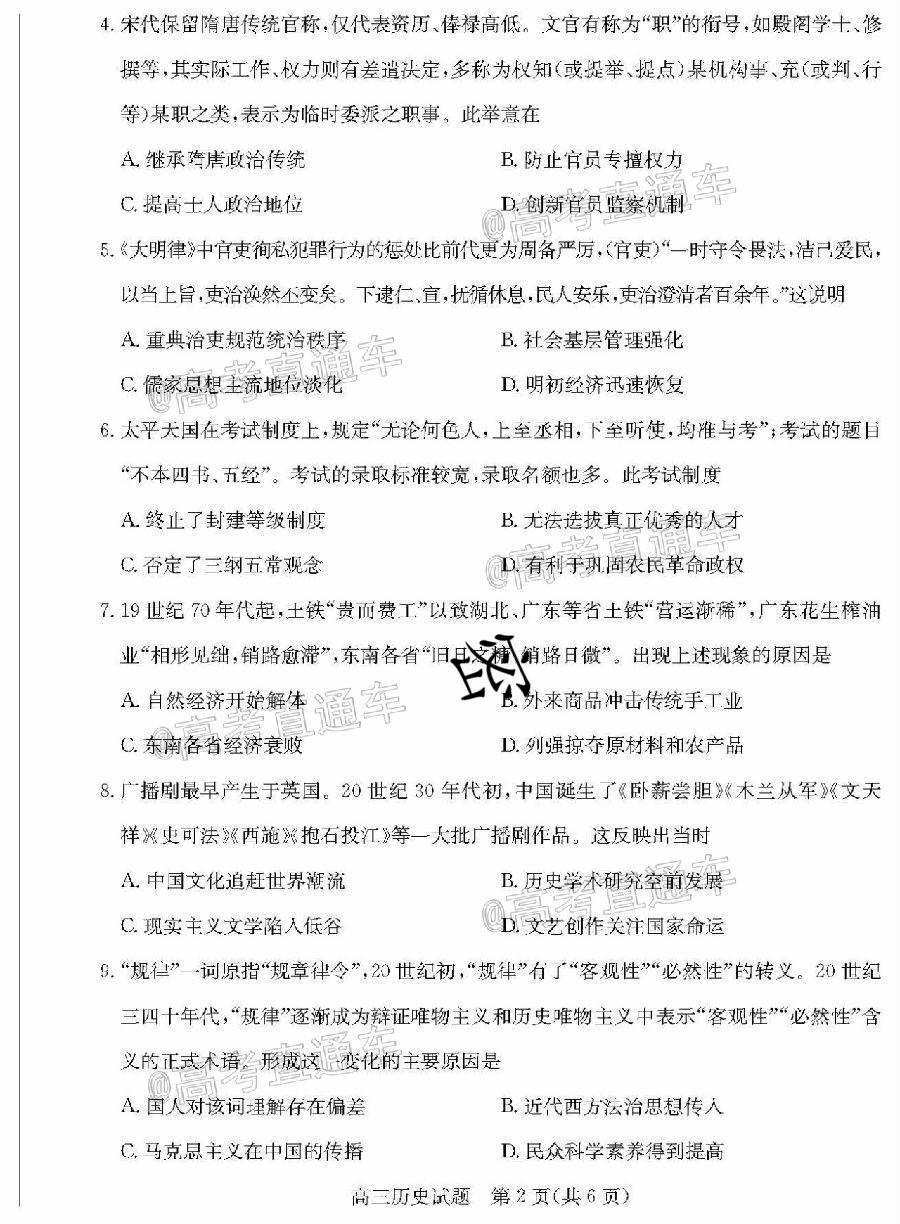 4. 宋代保留隋唐传统官称,仅代表资历、俸禄高低。文官有称为“职”的衔号,如殿阁学士、修
撰等,其实际工作、权力则有差遣决定,多称为权知(或提举、提点)某机构事、充(或判、行
等)某职之类,表示为临时委派之职事。此举意在
A. 继承隋唐政治传统
B. 防止官员专擅权力
C. 提高士人政治地位
D. 创新官员监察机制
5.《大明律》中官吏徇私犯罪行为的惩处比前代更为周备严厉,(官吏)“一时守令畏法,洁己爱民,
以当上旨,吏治涣然丕变矣。下逮仁、宣,抚循休息,民人安乐,吏治澄清者百余年。”这说明
A. 重典治吏规范统治秩序
B. 社会基层管理强化
C. 儒家思想主流地位淡化
D. 明初经济迅速恢复
6. 太平天国在考试制度上,规定“无论何色人,上至丞相,下至听使,均准与考”;考试的题目
“不本四书、五经”。考试的录取标准较宽,录取名额也多。此考试制度
A. 终止了封建等级制度
B. 无法选拔真正优秀的人才
C. 否定了三纲五常观念
D. 有利于巩固农民革命政权
7. 19 世纪 70 年代起,土铁“贵而费工”以致湖北、广东等省土铁“营运渐稀”,广东花生榨油
业“相形见绌,销路愈滞”,东南各省“旧日之糖,销路日微”。出现上述现象的原因是
A. 自然经济开始解体
B. 外来商品冲击传统手工业
C. 东南各省经济衰败
D. 列强掠夺原材料和农产品
8. 广播剧最早产生于英国。20 世纪 30 年代初,中国诞生了《卧薪尝胆》《木兰从军》《文天
祥》《史可法》《西施》《抱石投江》等一大批广播剧作品。这反映出当时
A. 中国文化追赶世界潮流
B. 历史学术研究空前发展
C. 现实主义文学陷入低谷
D. 文艺创作关注国家命运
9. “规律”一词原指“规章律令”,20 世纪初,“规律”有了“客观性”“必然性”的转义。20 世纪
三四十年代,“规律”逐渐成为辩证唯物主义和历史唯物主义中表示“客观性”“必然性”含
义的正式术语。形成这一变化的主要原因是
A. 国人对该词理解存在偏差
B. 近代西方法治思想传入
C. 马克思主义在中国的传播
D. 民众科学素养得到提高
高三历史试题 第 2 页(共 6 页)
@高考直通车
@高考直通车
@高考直通车
@高考直通车
@高考直通车
@高考直通车